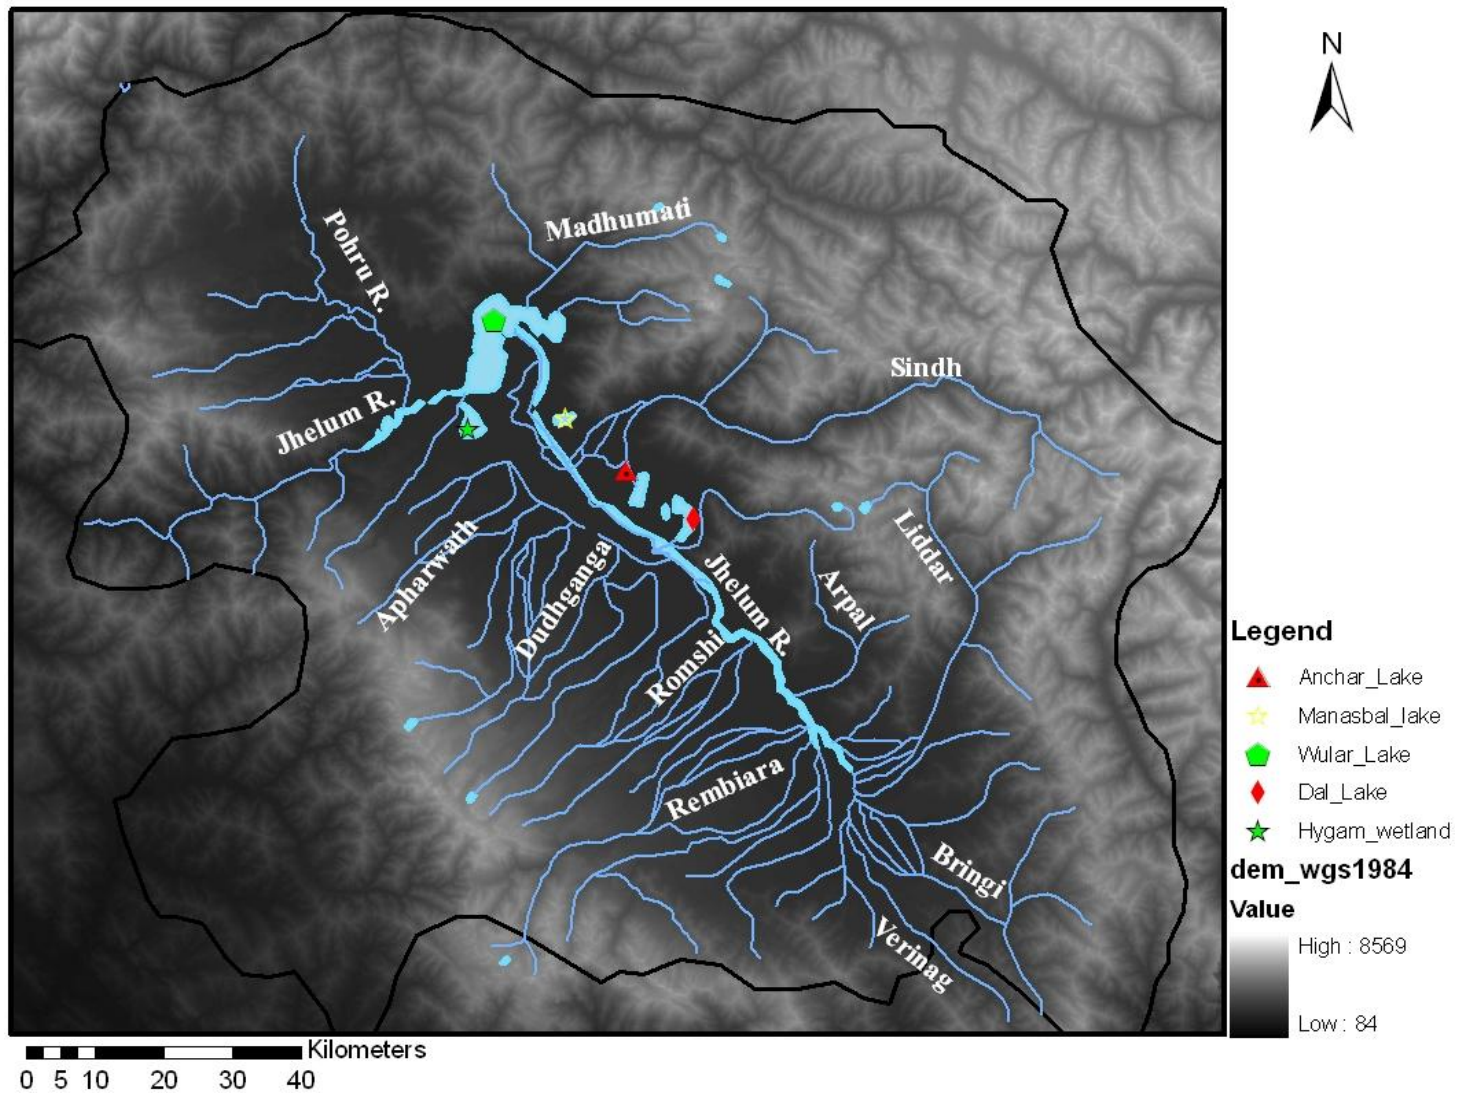 N
Madhumati
Pohru R.
Sindh
Jhelum R.
Liddar
Apharwath
Dudhganga
Jhelum R.
Arpal
Romshi
Rembiara
Bringi
Verinag
Legend
Anchar_Lake
Manasbal_lake
Wular_Lake
Dal_Lake
Hygam_wetland
dem_wgs1984
Value
High : 8569
Low : 84
Kilometers
0 5 10 20 30 40